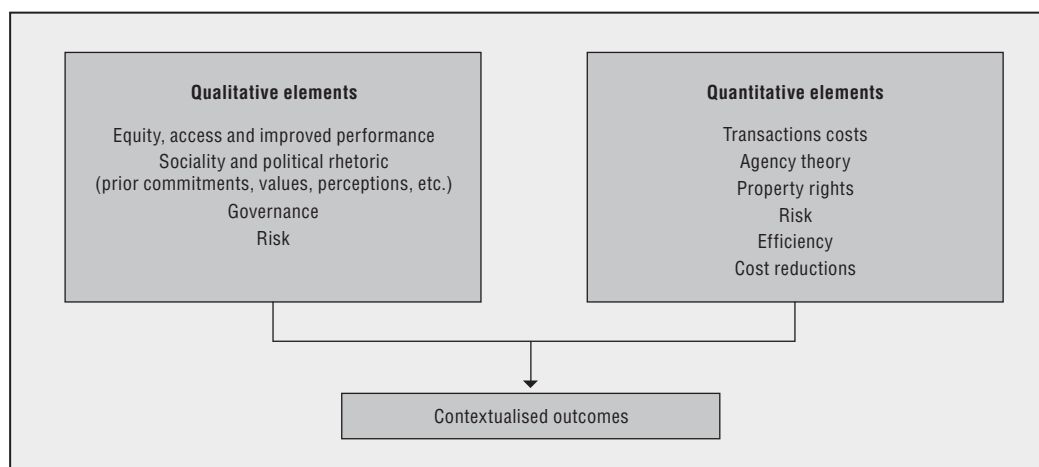 Qualitative elements
Equity, access and improved performance
Sociality and political rhetoric
(prior commitments, values, perceptions, etc.)
Governance
Risk
Quantitative elements
Transactions costs
Agency theory
Property rights
Risk
Efficiency
Cost reductions
Contextualised outcomes